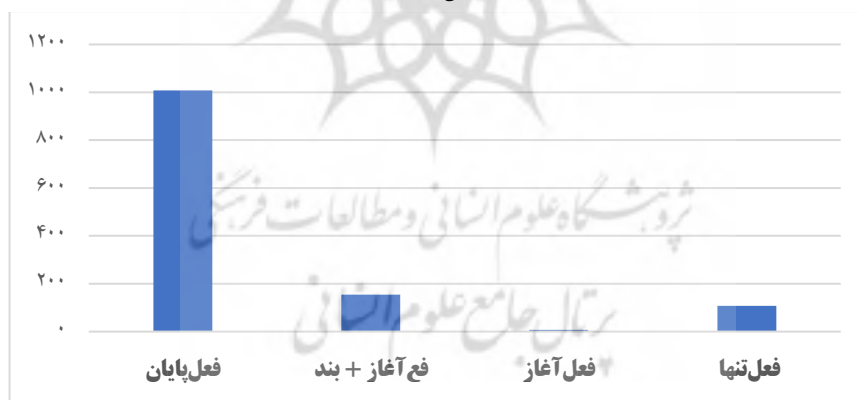 ۱۲۰۰
۱۰۰۰
۸۰۰
۶۰۰
۴۰۰
۲۰۰
۰
فعل‌پایان
فع‌آغاز + بند
فعل‌آغاز
فعل‌تنها
پژوهشگاه علوم انسانی و مطالعات فرهنگی
پرتال جامع علوم انسانی